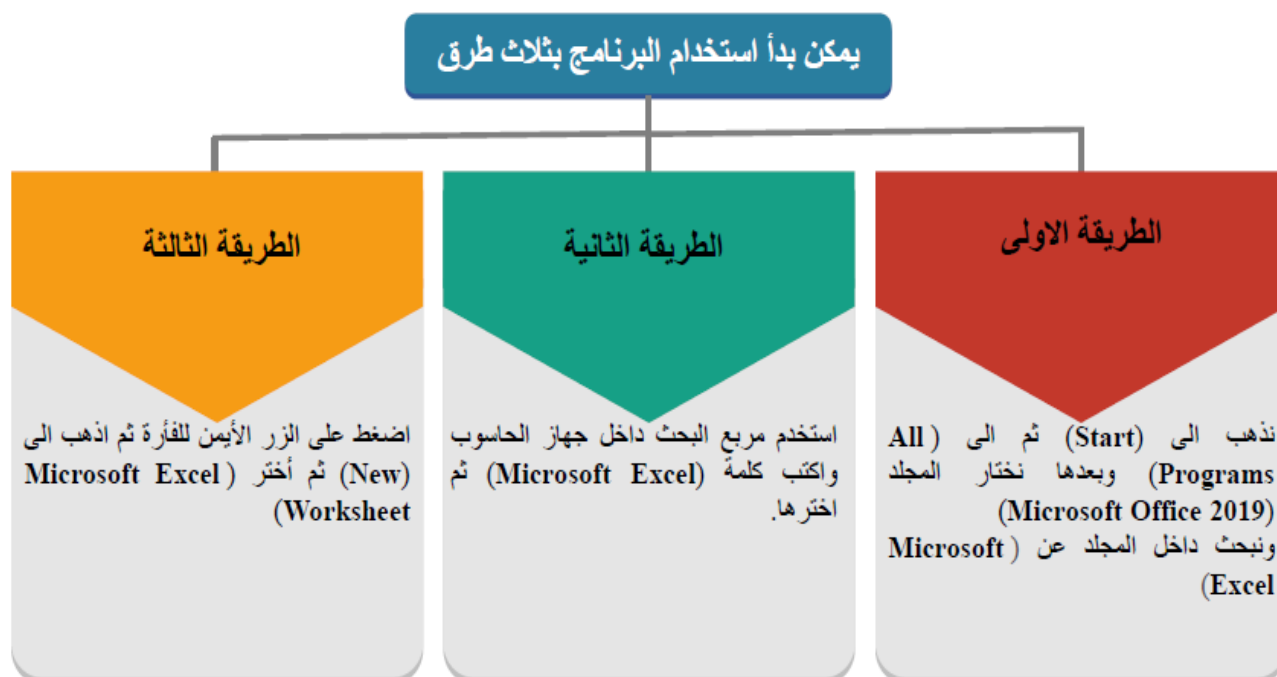 يمكن بدأ استخدام البرنامج بثلاث طرق
الطريقة الاولى
نذهب الى (Start) ثم الى (All
Programs) وبعدها نختار المجلد
(Microsoft Office 2019)
ونبحث داخل المجلد عن (Microsoft
Excel)
الطريقة الثانية
استخدم مربع البحث داخل جهاز الحاسوب
واكتب كلمة (Microsoft Excel) ثم
اخترها.
الطريقة الثالثة
اضغط على الزر الأيمن للفأرة ثم اذهب الى
(New) ثم أختر (Microsoft Excel
Worksheet)